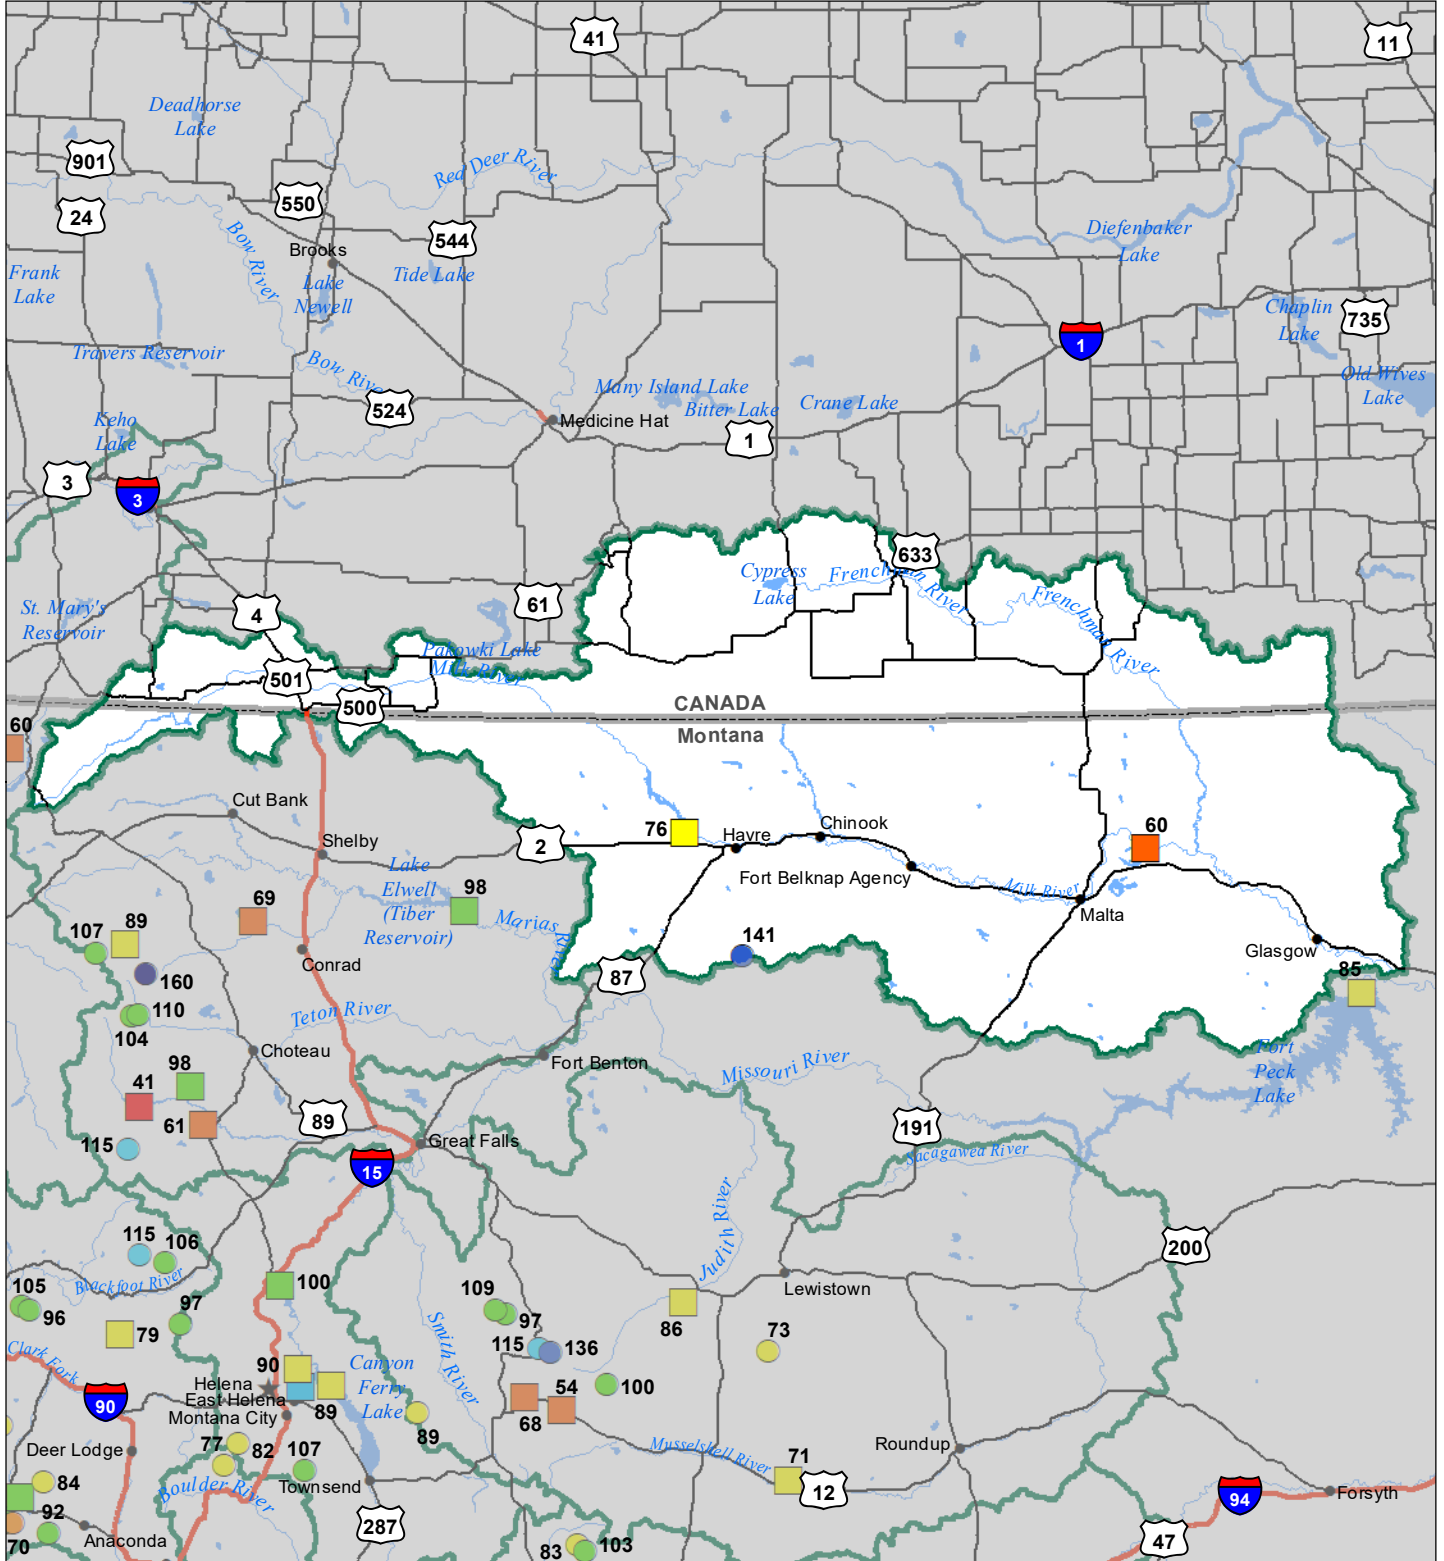 41
11
Deadhorse
Lake
901
Red Deer River
550
24
Bow River
544
Brooks
Diefenbaker
Lake
Frank
Lake
Lake
Newell
Tide Lake
Chaplin
Lake
735
1
Travers Reservoir
Bow River
Many Island Lake
Bitter Lake
Crane Lake
Old Wives
Lake
524
Keho
Lake
Medicine Hat
1
3
3
633
Cypress
Lake
Frenchman River
Frenchman River
61
4
St. Mary's
Reservoir
Pakowki Lake
Milk River
501
500
CANADA
Montana
60
Cut Bank
76
Havre
Chinook
60
2
Shelby
Lake
Elwell
(Tiber
Reservoir)
98
Fort Belknap Agency
Milk River
Malta
69
Marias River
107
89
141
Glasgow
Conrad
160
87
85
110
104
Teton River
Choteau
Fort Benton
Missouri River
Fort
Peck
Lake
98
41
61
89
191
115
Great Falls
Sacagawea River
15
Judith River
115
106
200
Blackfoot River
100
Lewistown
105
96
97
109
97
86
79
Smith River
115
136
73
Clark Fork
90
Canyon
Ferry
Lake
Helena
East Helena
Montana City
89
100
54
68
90
89
77
82
Deer Lodge
107
Musselshell River
71
Roundup
12
84
Boulder River
Townsend
94
Forsyth
92
287
47
Anaconda
70
83
103